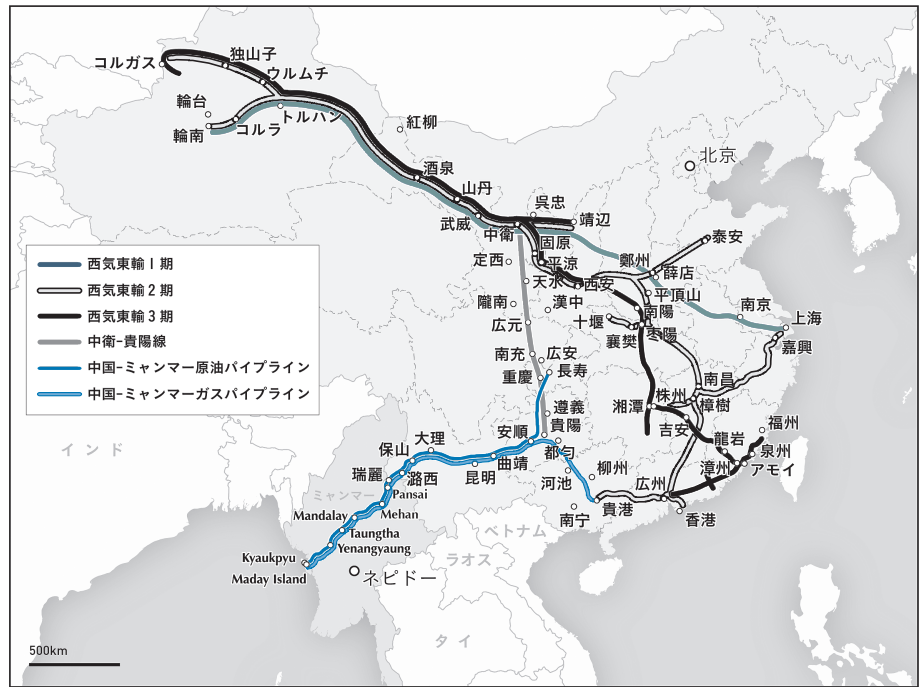 独山子
コルガス
ウルムチ
輪台
トルハン
紅柳
輪南
コルラ
北京
酒泉
山丹
呉忠
靖辺
武威
中衛
泰安
固原
定西
平涼
鄭州
薛店
天水
西安
平頂山
隴南
漢中
南陽
南京
広元
十堰
上海
襄樊
棗陽
嘉興
南充
広安
重慶
長寿
南昌
株州
樟樹
湘潭
遵義
貴陽
吉安
福州
安順
龍岩
泉州
大理
都匀
保山
曲靖
アモイ
漳州
瑞麗
潞西
昆明
河池
柳州
広州
貴港
香港
南宁
西気東輸1期
西気東輸2期
西気東輸3期
中衛−貴陽線
中国−ミャンマー原油パイプライン
中国−ミャンマーガスパイプライン
インド
ミャンマー
Pansai
Mandalay
Mehan
Taungtha
Yenangyaung
Kyaukpyu
Maday Island
ネピドー
ベトナム
ラオス
タイ
500km